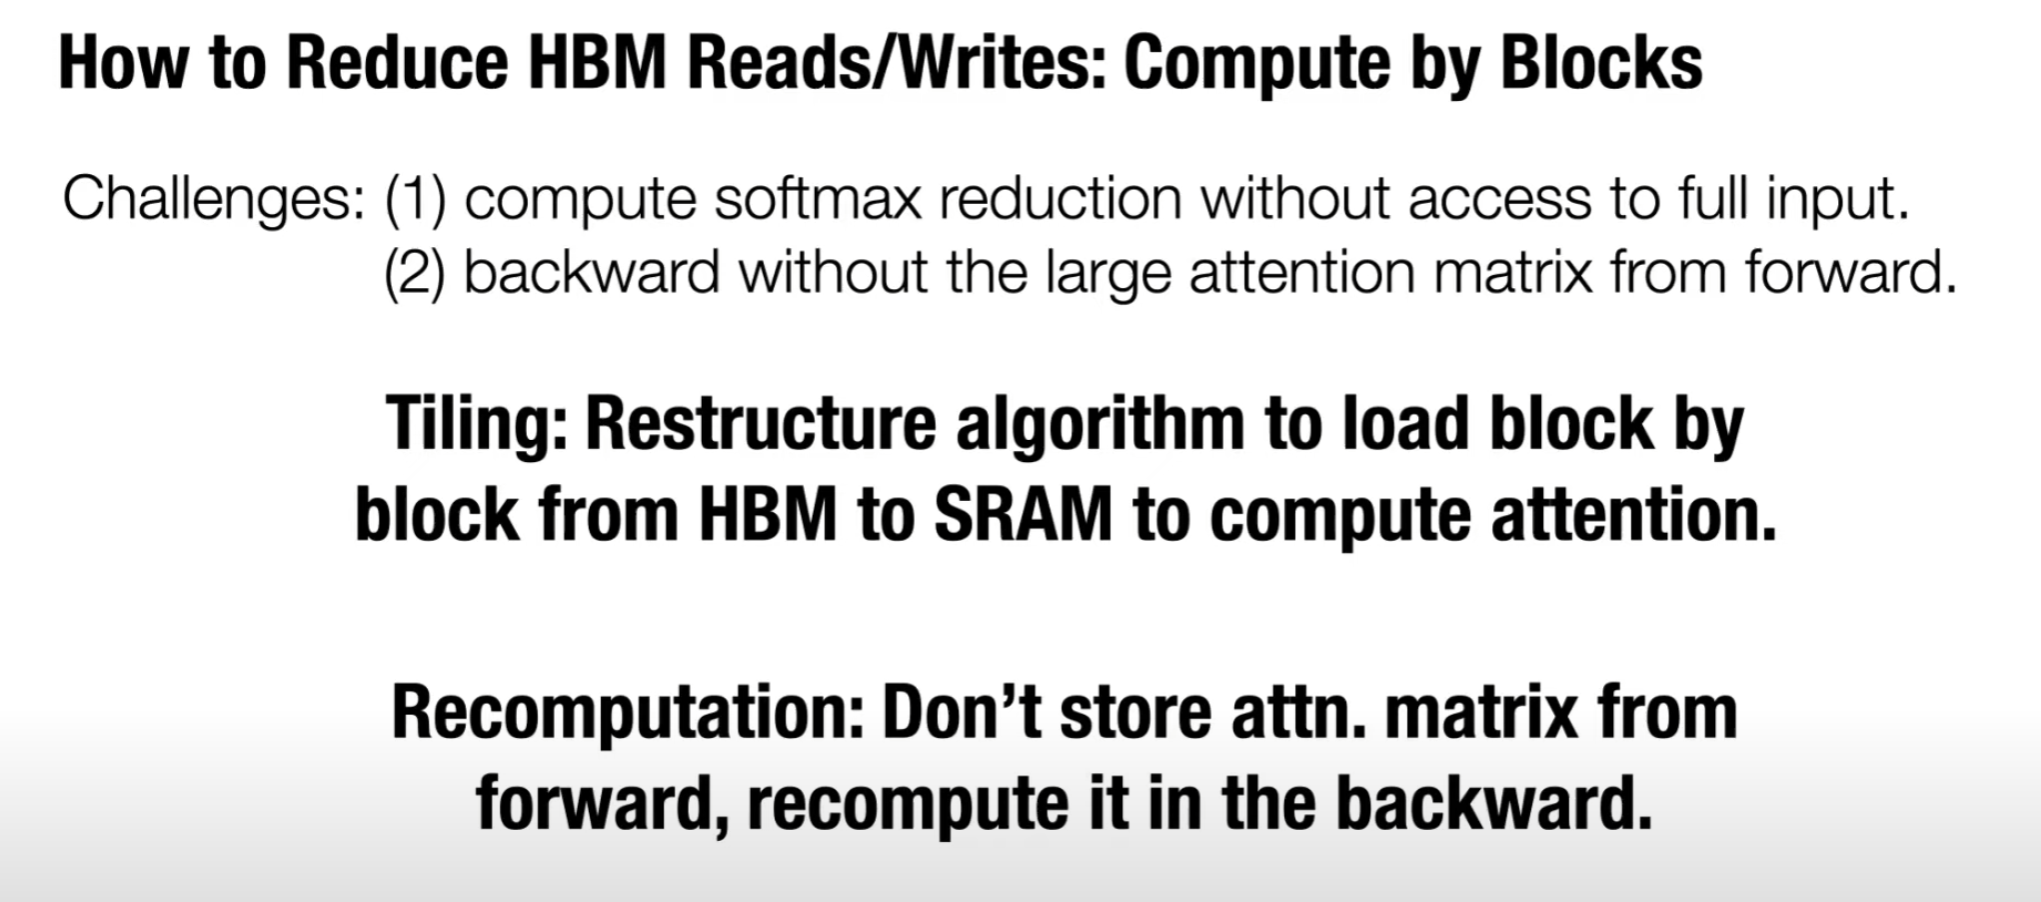 How to Reduce HBM Reads/Writes: Compute by Blocks
Challenges: (1) compute softmax reduction without access to full input.
(2) backward without the large attention matrix from forward.
Tiling: Restructure algorithm to load block by
block from HBM to SRAM to compute attention.
Recomputation: Don’t store attn. matrix from
forward, recompute it in the backward.